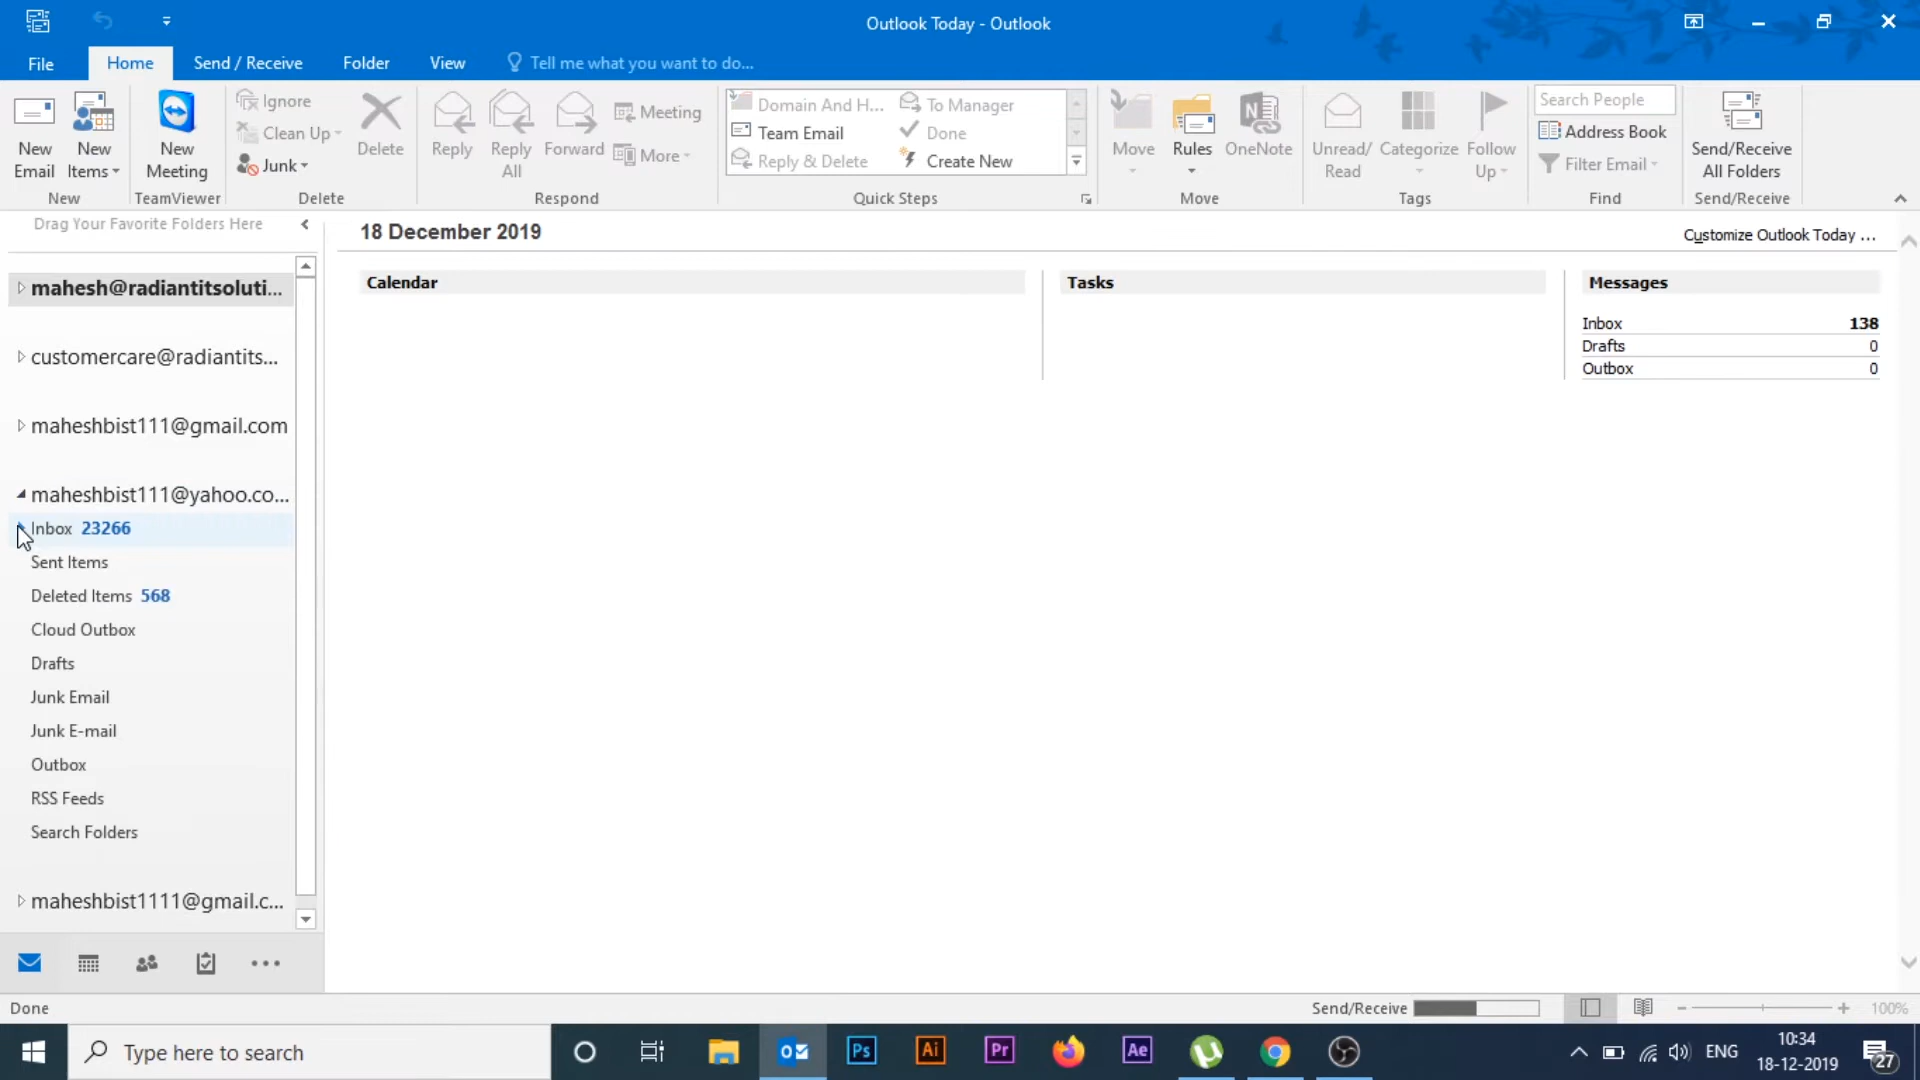 Outlook Today - Outlook
File
Home
Send / Receive
Folder
View
Tell me what you want to do...
New
Email
New
Items
New
New
Meeting
TeamViewer
Ignore
Clean Up
Junk
Delete
Delete
Reply
Reply
All
Forward
Meeting
More
Respond
Domain And H...
Team Email
Reply & Delete
To Manager
Done
Create New
Quick Steps
Move
Rules
OneNote
Move
Unread/
Read
Categorize
Follow
Up
Tags
Search People
Address Book
Filter Email
Find
Send/Receive
All Folders
Send/Receive
Drag Your Favorite Folders Here
mahesh@radiantitsoluti...
customercare@radiantits...
maheshbist111@gmail.com
maheshbist111@yahoo.co...
Inbox 23266
Sent Items
Deleted Items 568
Cloud Outbox
Drafts
Junk Email
Junk E-mail
Outbox
RSS Feeds
Search Folders
maheshbist1111@gmail.c...
18 December 2019
Customize Outlook Today ...
Calendar
Tasks
Messages
Inbox 138
Drafts 0
Outbox 0
Done
Send/Receive
100%
Type here to search
Ps
Ai
Pr
Ae
ENG
10:34
18-12-2019
27